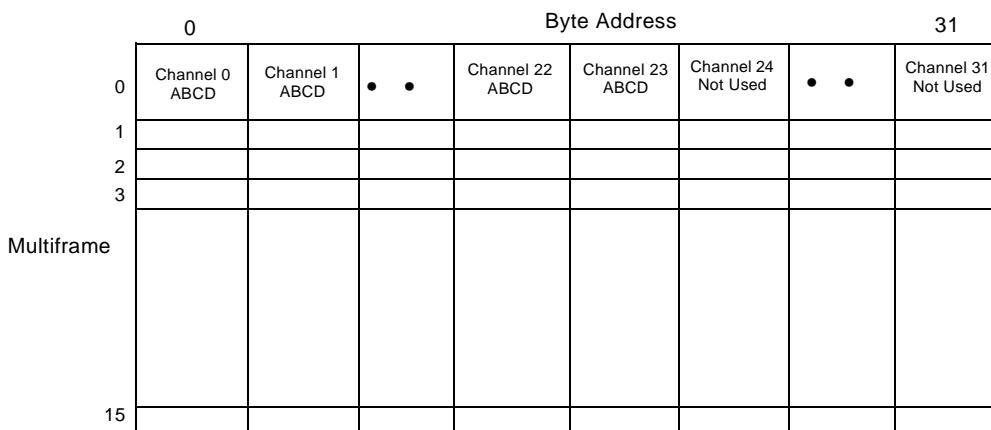 0 Byte Address 31
0 Channel 0 Channel 1 Channel 22 Channel 23 Channel 24 Channel 31
ABCD ABCD • • ABCD ABCD Not Used • • Not Used
1
2
3
Multiframe
15